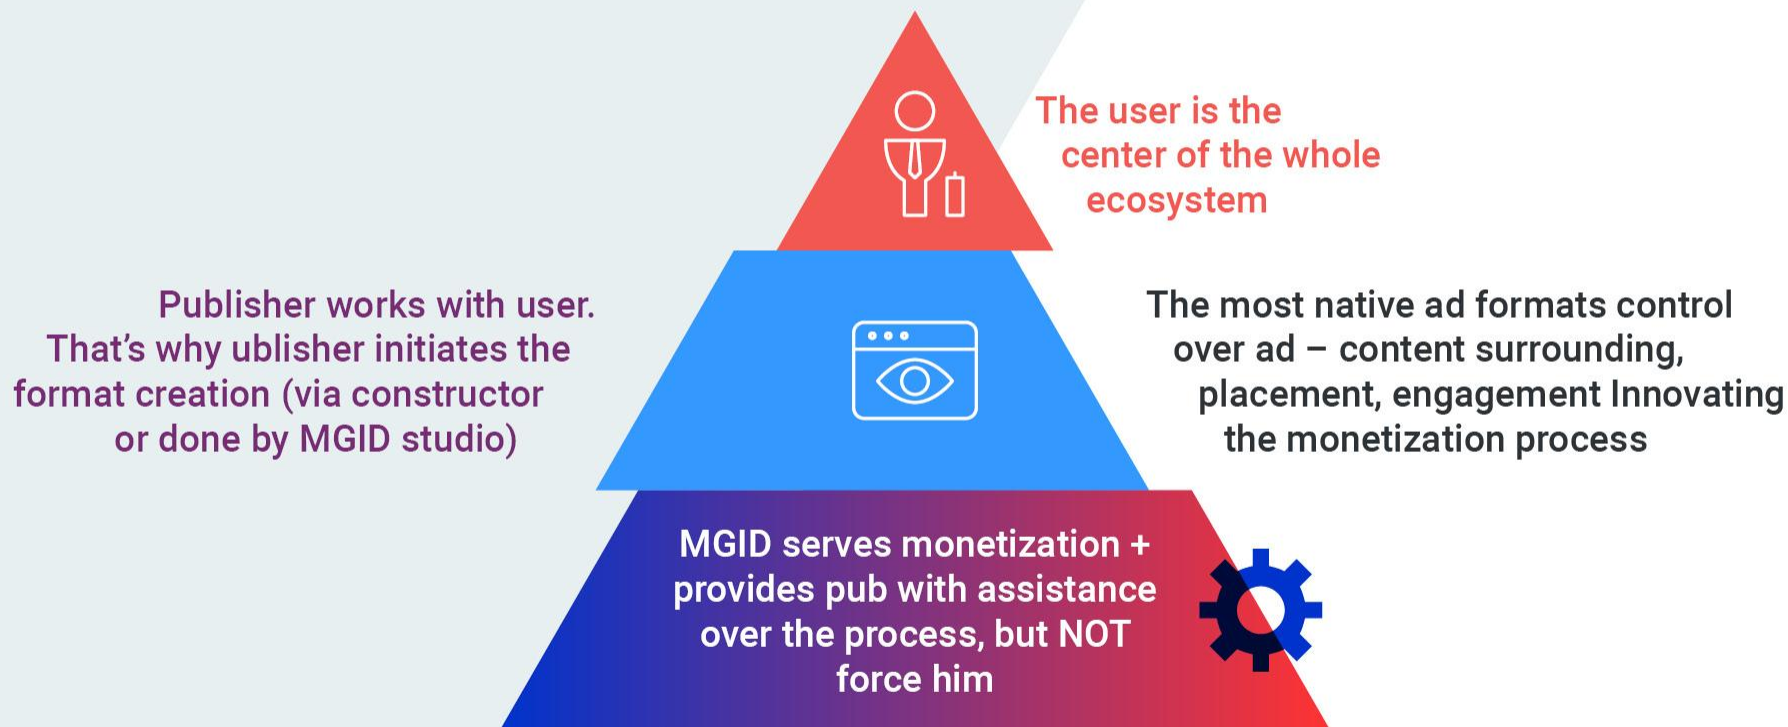 The user is the
center of the whole
ecosystem
Publisher works with user.
That’s why ublisher initiates the
format creation (via constructor
or done by MGID studio)
The most native ad formats control
over ad – content surrounding,
placement, engagement Innovating
the monetization process
MGID serves monetization +
provides pub with assistance
over the process, but NOT
force him